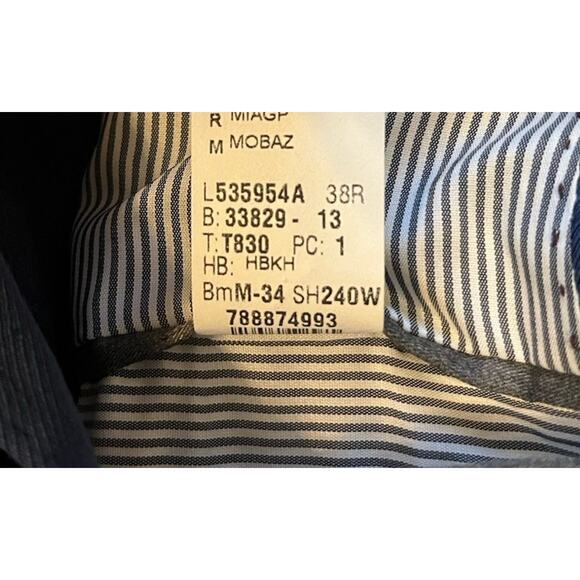 R MIAGP
M MOBAZ
L535954A 38R
B: 33829 - 13
T: T830 PC: 1
HB: HBKH
BmM-34 SH240W
788874993